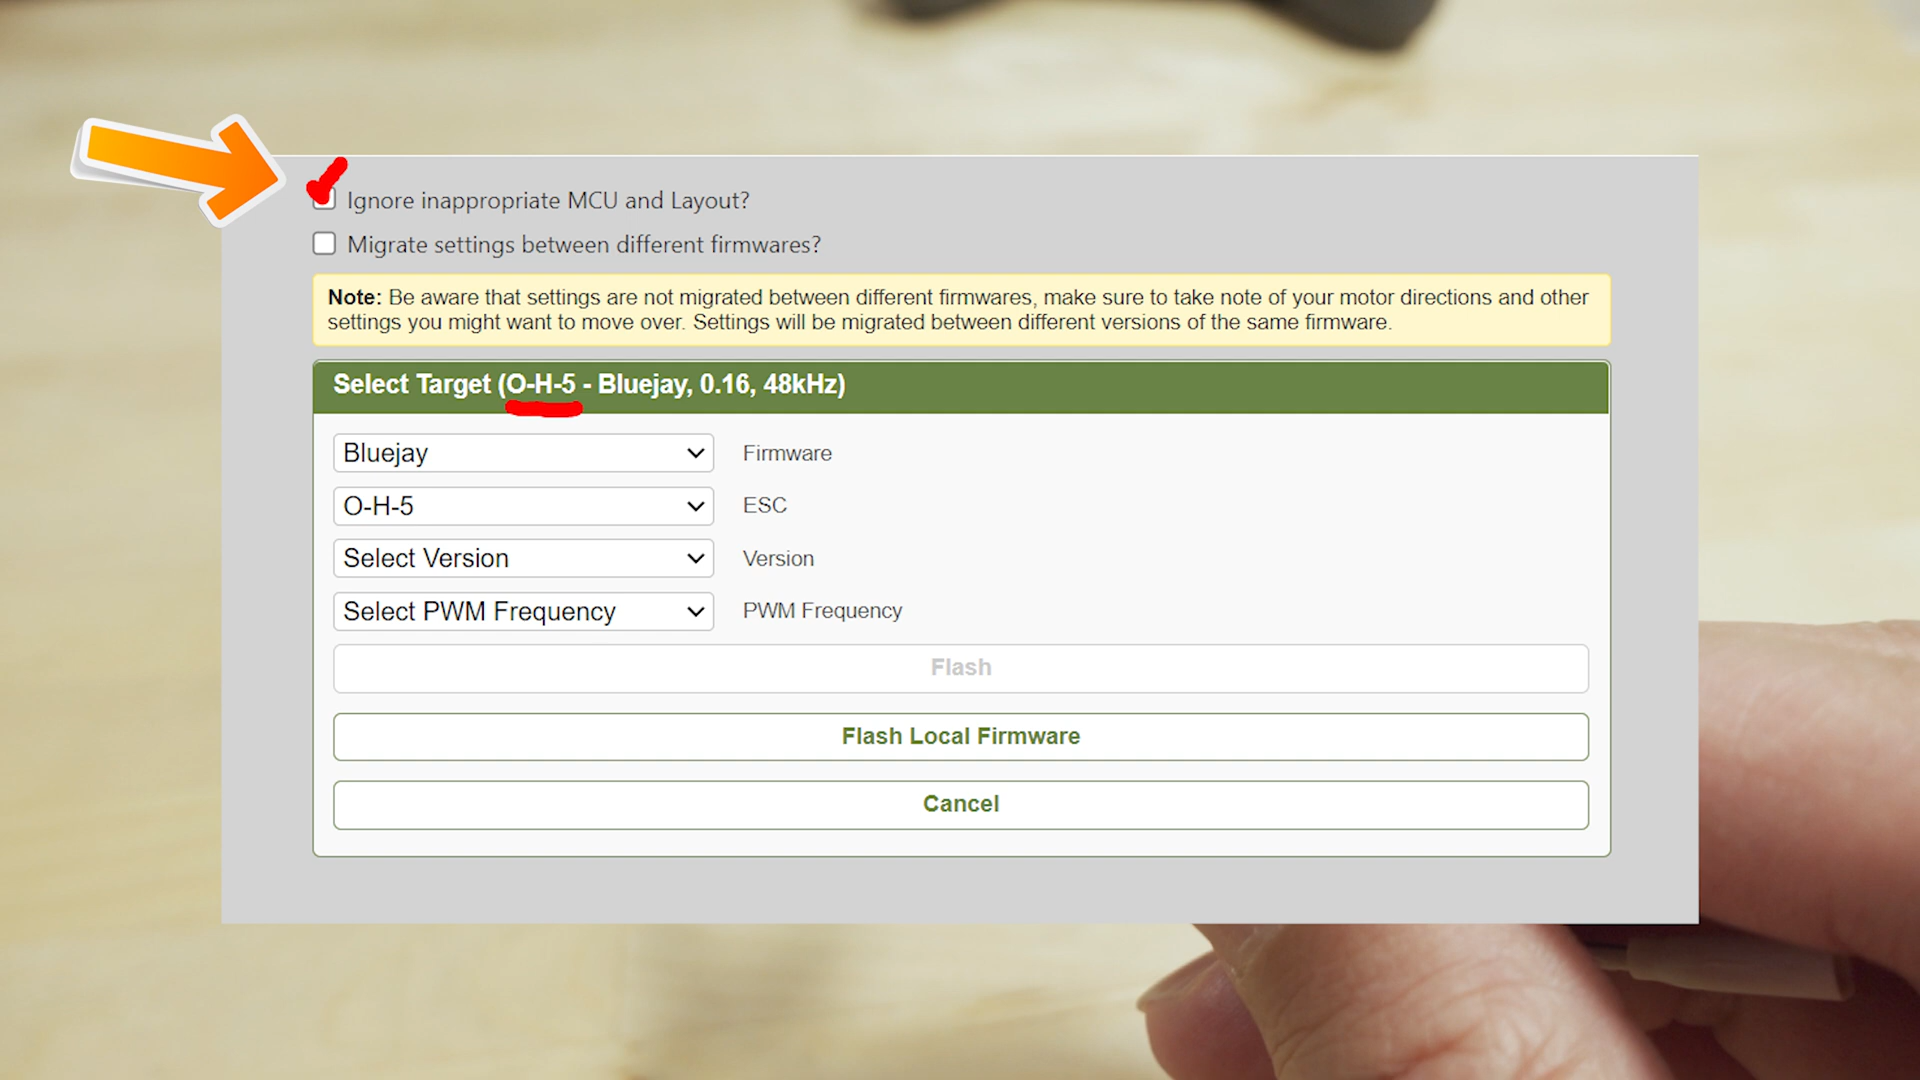 Ignore inappropriate MCU and Layout?
Migrate settings between different firmwares?
Note: Be aware that settings are not migrated between different firmwares, make sure to take note of your motor directions and other
settings you might want to move over. Settings will be migrated between different versions of the same firmware.
Select Target (O-H-5 - Bluejay, 0.16, 48kHz)
Bluejay Firmware
O-H-5 ESC
Select Version Version
Select PWM Frequency PWM Frequency
Flash
Flash Local Firmware
Cancel